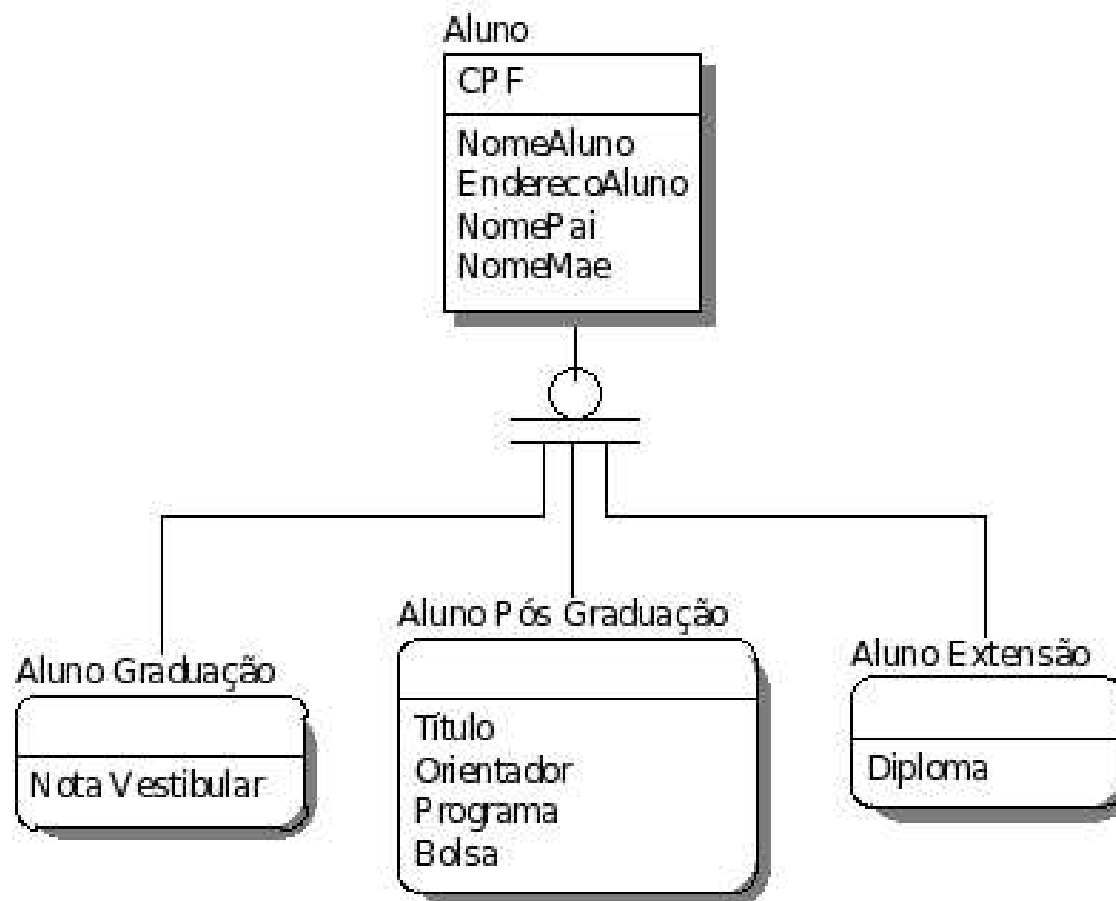 Aluno
CPF
NomeAluno
EnderecoAluno
NomePai
NomeMae
Aluno Graduação
Nota Vestibular
Aluno Pós Graduação
Título
Orientador
Programa
Bolsa
Aluno Extensão
Diploma